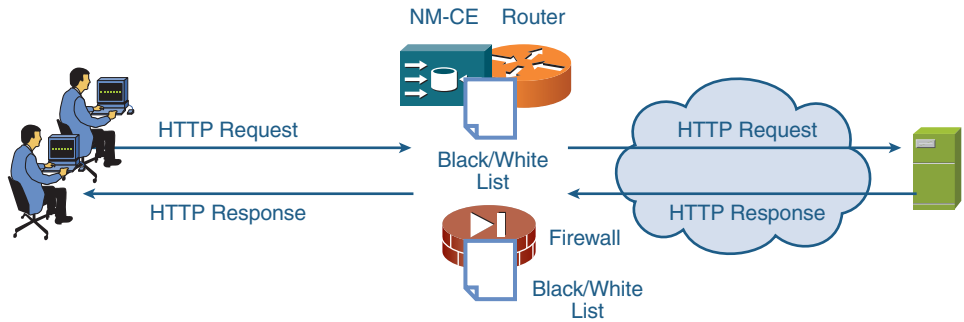 NM-CE Router
HTTP Request
HTTP Request
Black/White
List
HTTP Response
HTTP Response
Firewall
Black/White
List